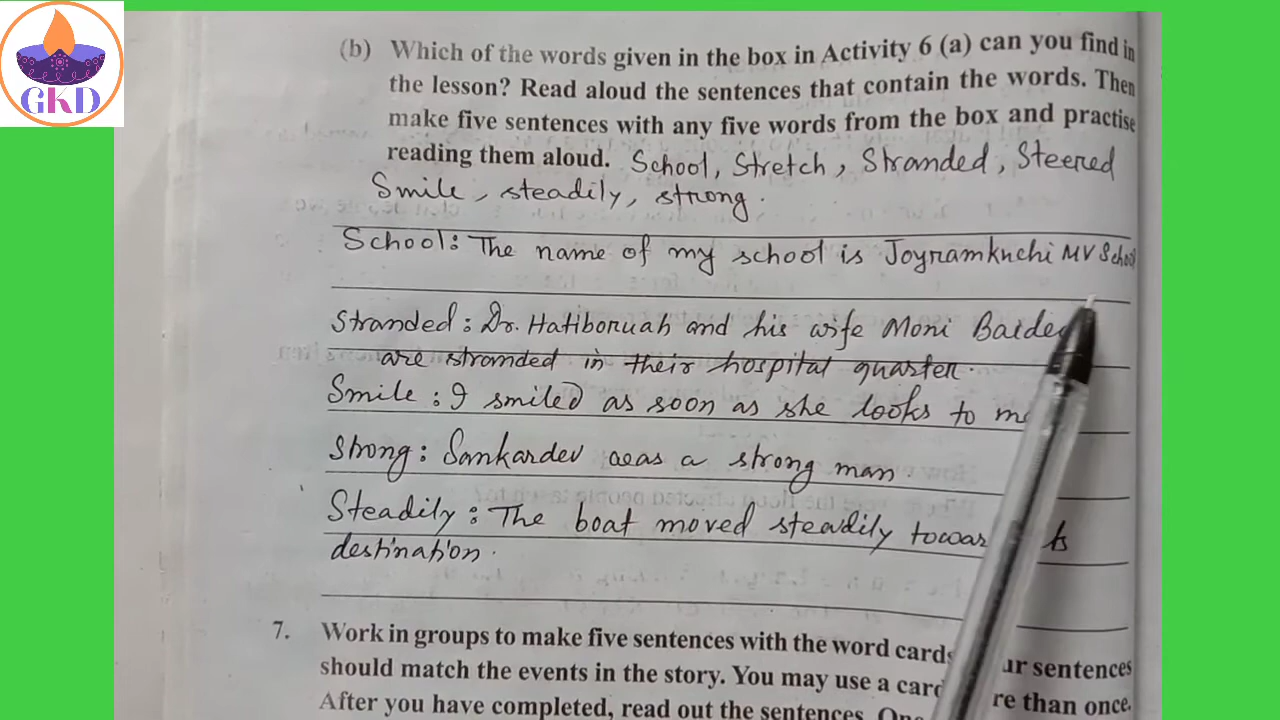 GKD
(b) Which of the words given in the box in Activity 6 (a) can you find in
the lesson? Read aloud the sentences that contain the words. Then
make five sentences with any five words from the box and practise
reading them aloud. School, Stretch, Stranded, Steered
Smile, steadily, strong.
School: The name of my school is Joyramkuchi MV School
Stranded: Dr. Hatiboruah and his wife Moni
are stranded in their hospital quarter.
Smile: I smiled as soon as she looks to
Strong: Sankardev was a strong man.
Steadily: The boat moved steadily
destination.
7. Work in groups to make five sentences with the word cards sentences
should match the events in the story. You may use a card than once.
After you have completed, read out the sentences.